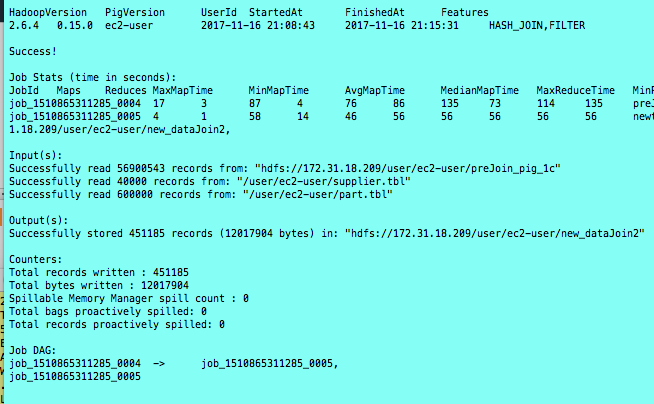 HadoopVersion PigVersion UserId StartedAt FinishedAt Features
2.6.4 0.15.0 ec2-user 2017-11-16 21:08:43 2017-11-16 21:15:31 HASH_JOIN,FILTER
Success!
Job Stats (time in seconds):
JobId Maps Reduces MaxMapTime MinMapTime AvgMapTime MedianMapTime MaxReduceTime MinR
job_1510865311285_0004 17 3 87 4 76 86 135 73 114 135 preJ
job_1510865311285_0005 4 1 58 14 46 56 56 56 56 56 newt
1.18.209/user/ec2-user/new_dataJoin2,
Input(s):
Successfully read 56900543 records from: "hdfs://172.31.18.209/user/ec2-user/preJoin_pig_1c"
Successfully read 40000 records from: "/user/ec2-user/supplier.tbl"
Successfully read 600000 records from: "/user/ec2-user/part.tbl"
Output(s):
Successfully stored 451185 records (12017904 bytes) in: "hdfs://172.31.18.209/user/ec2-user/new_dataJoin2"
Counters:
Total records written : 451185
Total bytes written : 12017904
Spillable Memory Manager spill count : 0
Total bags proactively spilled: 0
Total records proactively spilled: 0
Job DAG:
job_1510865311285_0004 -> job_1510865311285_0005,
job_1510865311285_0005